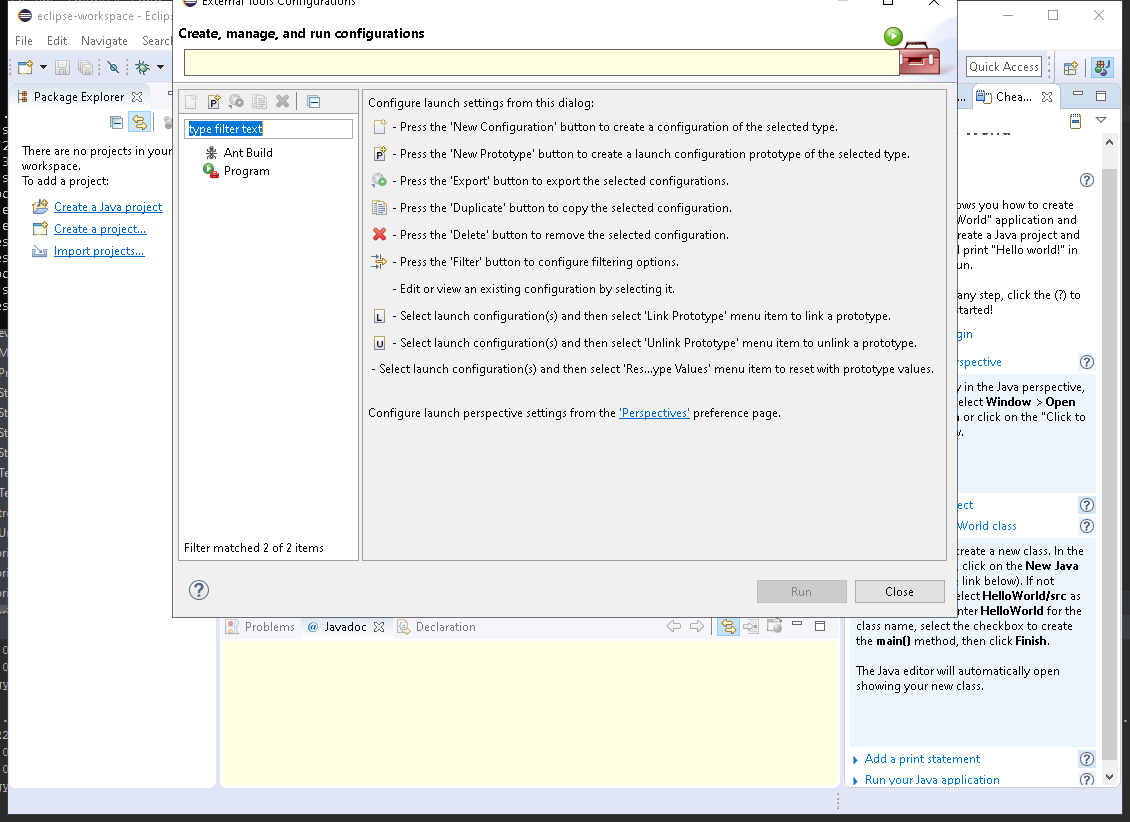 eclipse-workspace - Eclips
External Tools Configurations
File Edit Navigate Search
Create, manage, and run configurations
Quick Access
Package Explorer
Chea...
type filter text
Ant Build
Program
Filter matched 2 of 2 items
There are no projects in your
workspace.
To add a project:
Create a Java project
Create a project...
Import projects...
Configure launch settings from this dialog:
- Press the 'New Configuration' button to create a configuration of the selected type.
- Press the 'New Prototype' button to create a launch configuration prototype of the selected type.
- Press the 'Export' button to export the selected configurations.
- Press the 'Duplicate' button to copy the selected configuration.
- Press the 'Delete' button to remove the selected configuration.
- Press the 'Filter' button to configure filtering options.
- Edit or view an existing configuration by selecting it.
L - Select launch configuration(s) and then select 'Link Prototype' menu item to link a prototype.
U - Select launch configuration(s) and then select 'Unlink Prototype' menu item to unlink a prototype.
- Select launch configuration(s) and then select 'Res...ype Values' menu item to reset with prototype values.
Configure launch perspective settings from the 'Perspectives' preference page.
Run
Close
ows you how to create
World" application and
reate a Java project and
print "Hello world!" in
un.
any step, click the (?) to
started!
gin
rspective
y in the Java perspective,
select Window > Open
or click on the "Click to
ect
World class
create a new class. In the
click on the New Java
link below). If not
select HelloWorld/src as
nter HelloWorld for the
class name, select the checkbox to create
the main() method, then click Finish.
The Java editor will automatically open
showing your new class.
Add a print statement
Run your Java application
Problems @ Javadoc Declaration